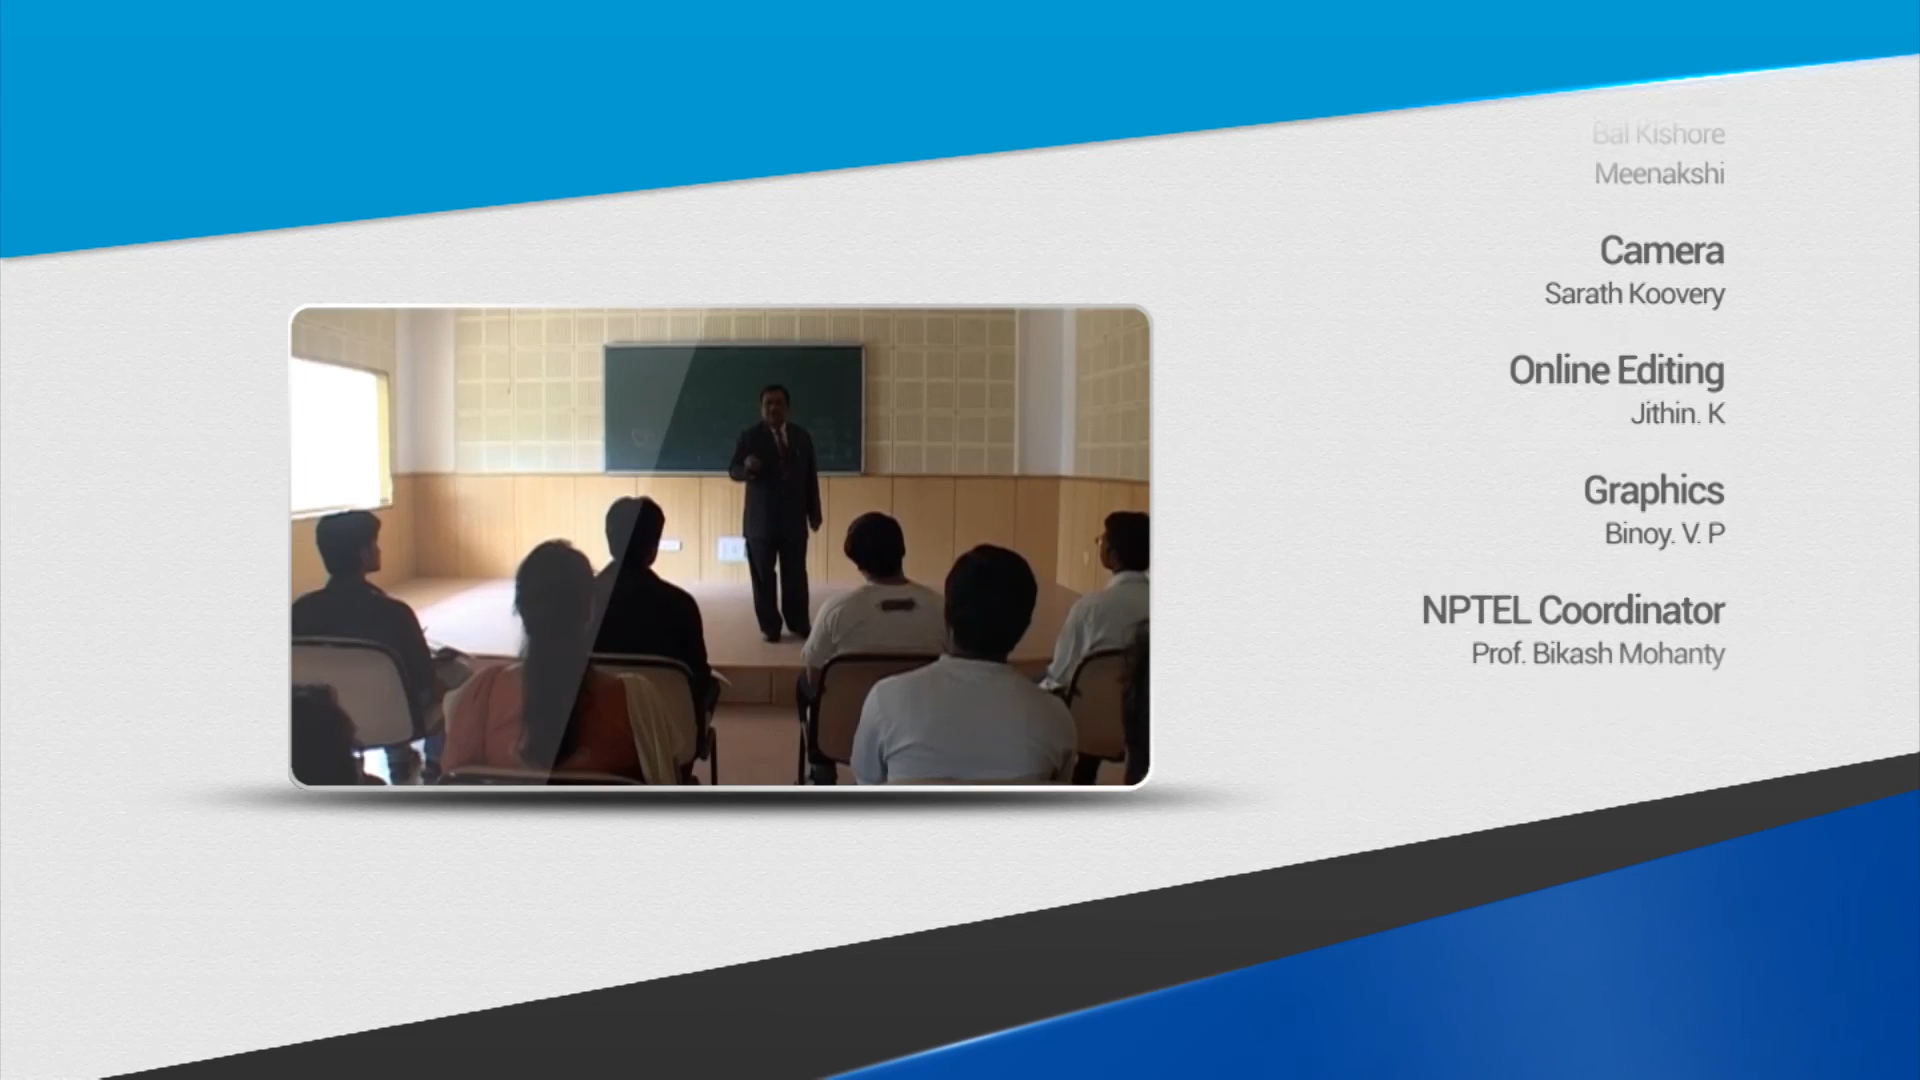 Bal Kishore
Meenakshi
Camera
Sarath Koovery
Online Editing
Jithin. K
Graphics
Binoy. V. P
NPTEL Coordinator
Prof. Bikash Mohanty